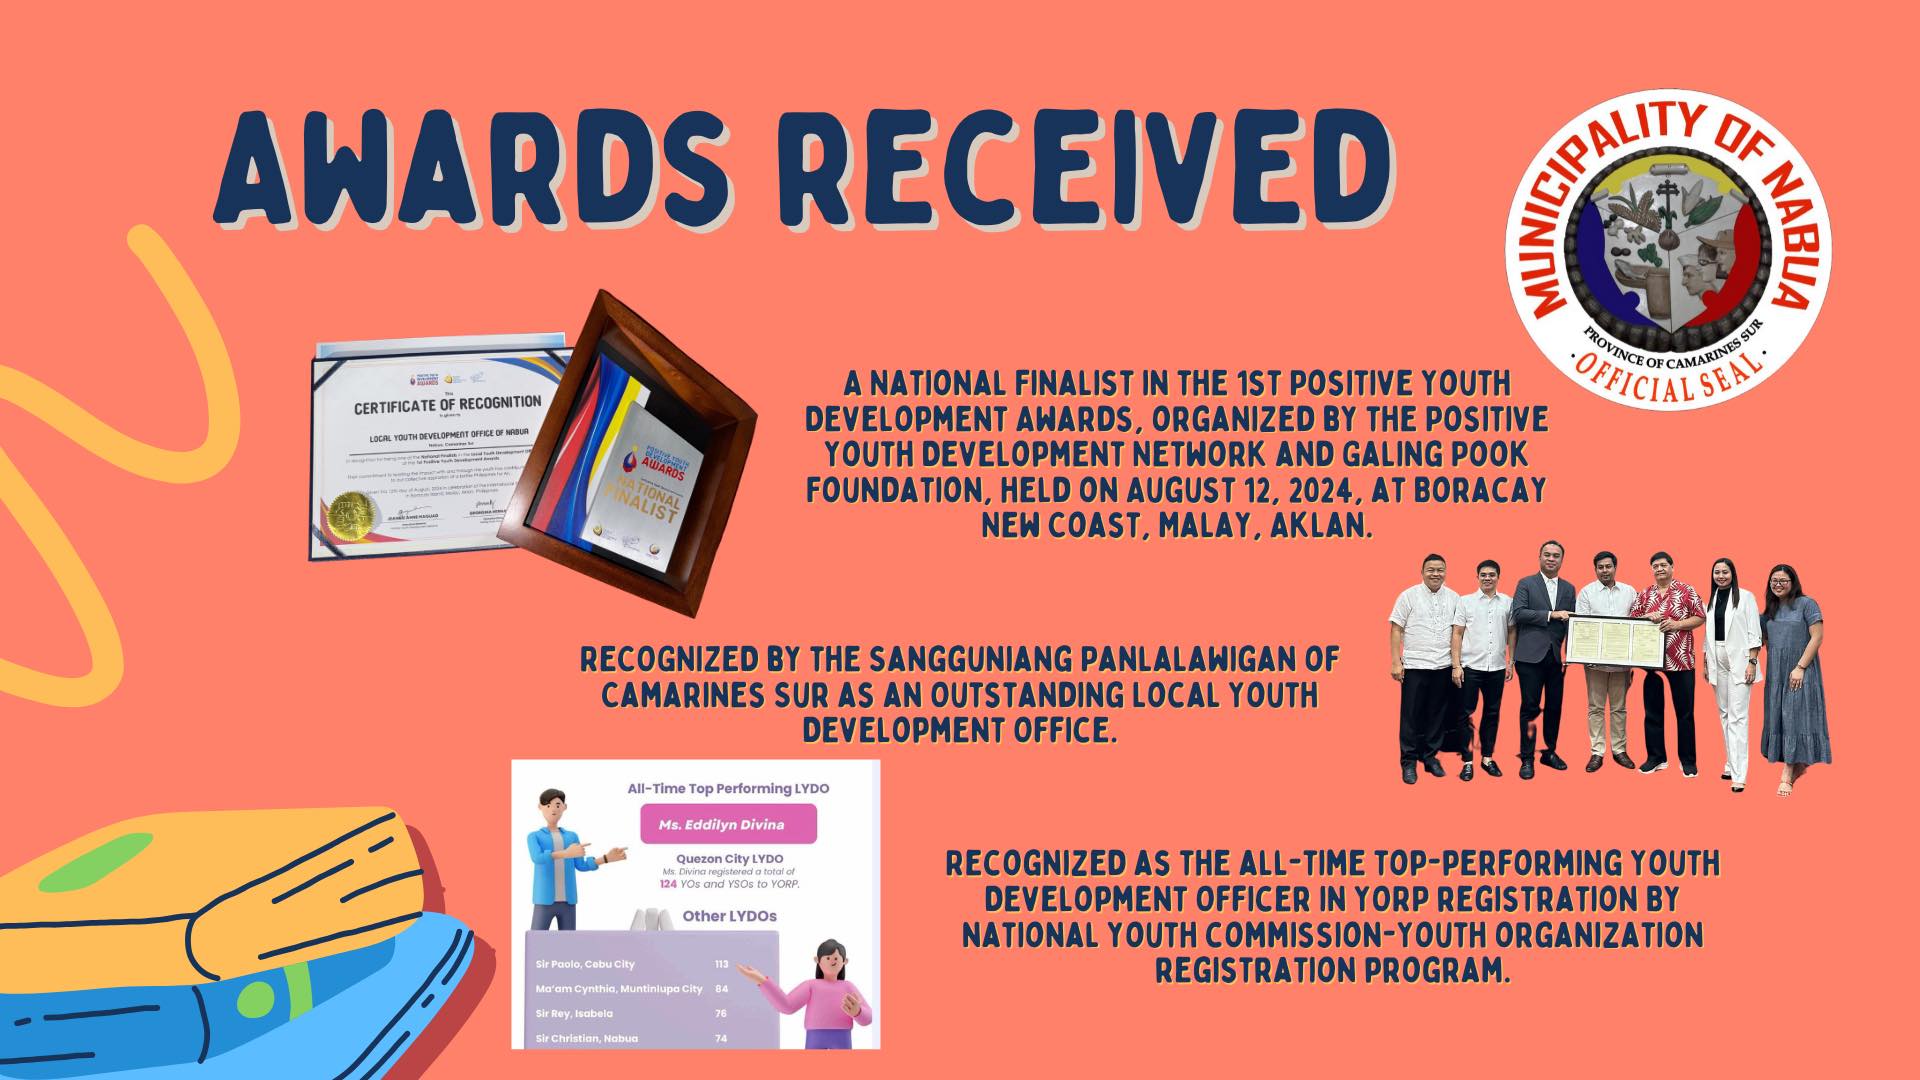 AWARDS RECEIVED
MUNICIPALITY OF NABUA
PROVINCE OF CAMARINES SUR
OFFICIAL SEAL
POSITIVE YOUTH
DEVELOPMENT
AWARDS
CERTIFICATE OF RECOGNITION
LOCAL YOUTH DEVELOPMENT OFFICE OF NABUA
Nabua, Camarines Sur
POSITIVE YOUTH
DEVELOPMENT
AWARDS
NATIONAL
FINALIST
A NATIONAL FINALIST IN THE 1ST POSITIVE YOUTH
DEVELOPMENT AWARDS, ORGANIZED BY THE POSITIVE
YOUTH DEVELOPMENT NETWORK AND GALING POOK
FOUNDATION, HELD ON AUGUST 12, 2024, AT BORACAY
NEW COAST, MALAY, AKLAN.
RECOGNIZED BY THE SANGGUNIANG PANLALAWIGAN OF
CAMARINES SUR AS AN OUTSTANDING LOCAL YOUTH
DEVELOPMENT OFFICE.
All-Time Top Performing LYDO
Ms. Eddilyn Divina
Quezon City LYDO
Ms. Divina registered a total of
124 YOs and YSOs to YORP.
Other LYDOs
Sir Paolo, Cebu City 113
Ma'am Cynthia, Muntinlupa City 84
Sir Rey, Isabela 76
Sir Christian, Nabua 74
RECOGNIZED AS THE ALL-TIME TOP-PERFORMING YOUTH
DEVELOPMENT OFFICER IN YORP REGISTRATION BY
NATIONAL YOUTH COMMISSION-YOUTH ORGANIZATION
REGISTRATION PROGRAM.